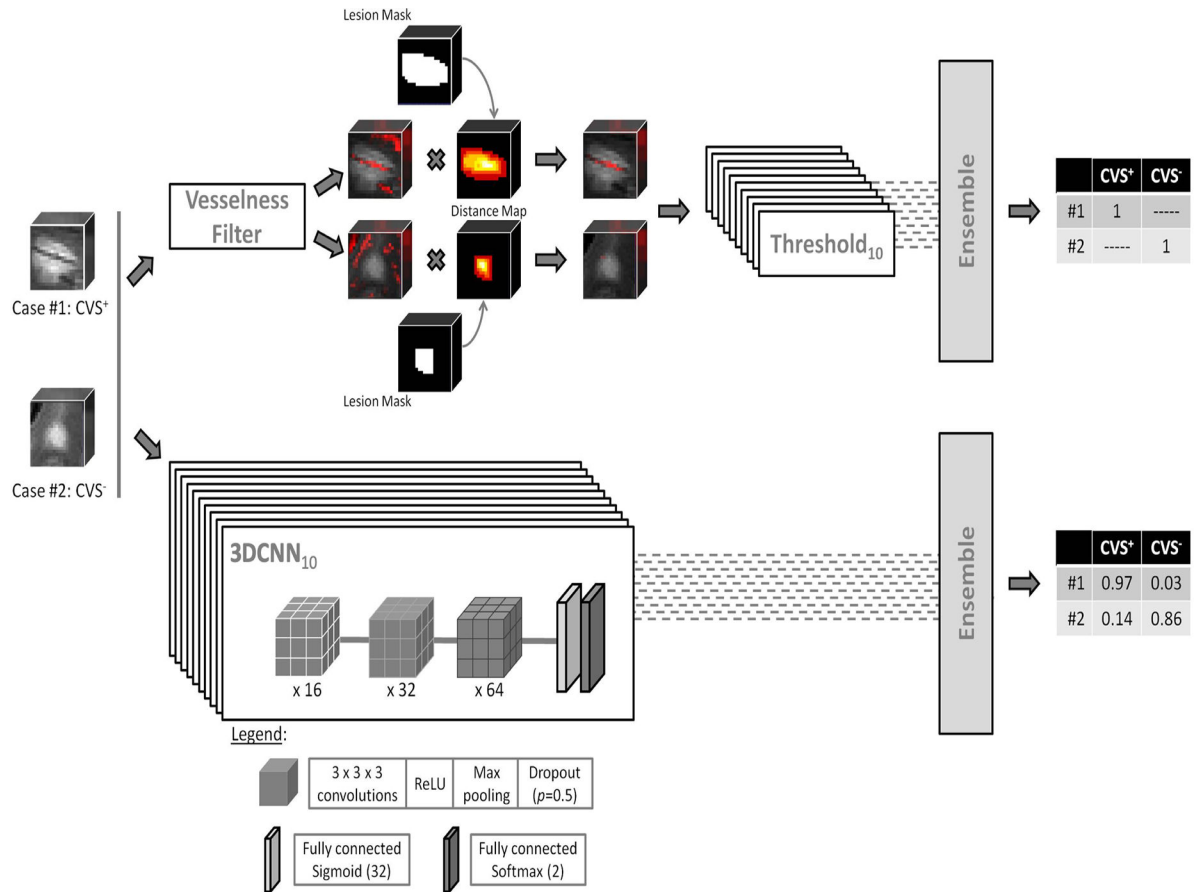 Lesion Mask
Vesselness
Filter
Distance Map
Lesion Mask
Case #1: CVS⁺
Case #2: CVS⁻
Threshold₁₀
Ensemble
CVS⁺ CVS⁻
#1 1 -----
#2 ----- 1
3DCNN₁₀
x 16
x 32
x 64
Ensemble
CVS⁺ CVS⁻
#1 0.97 0.03
#2 0.14 0.86
Legend:
3 x 3 x 3
convolutions
ReLU
Max
pooling
Dropout
(p=0.5)
Fully connected
Sigmoid (32)
Fully connected
Softmax (2)